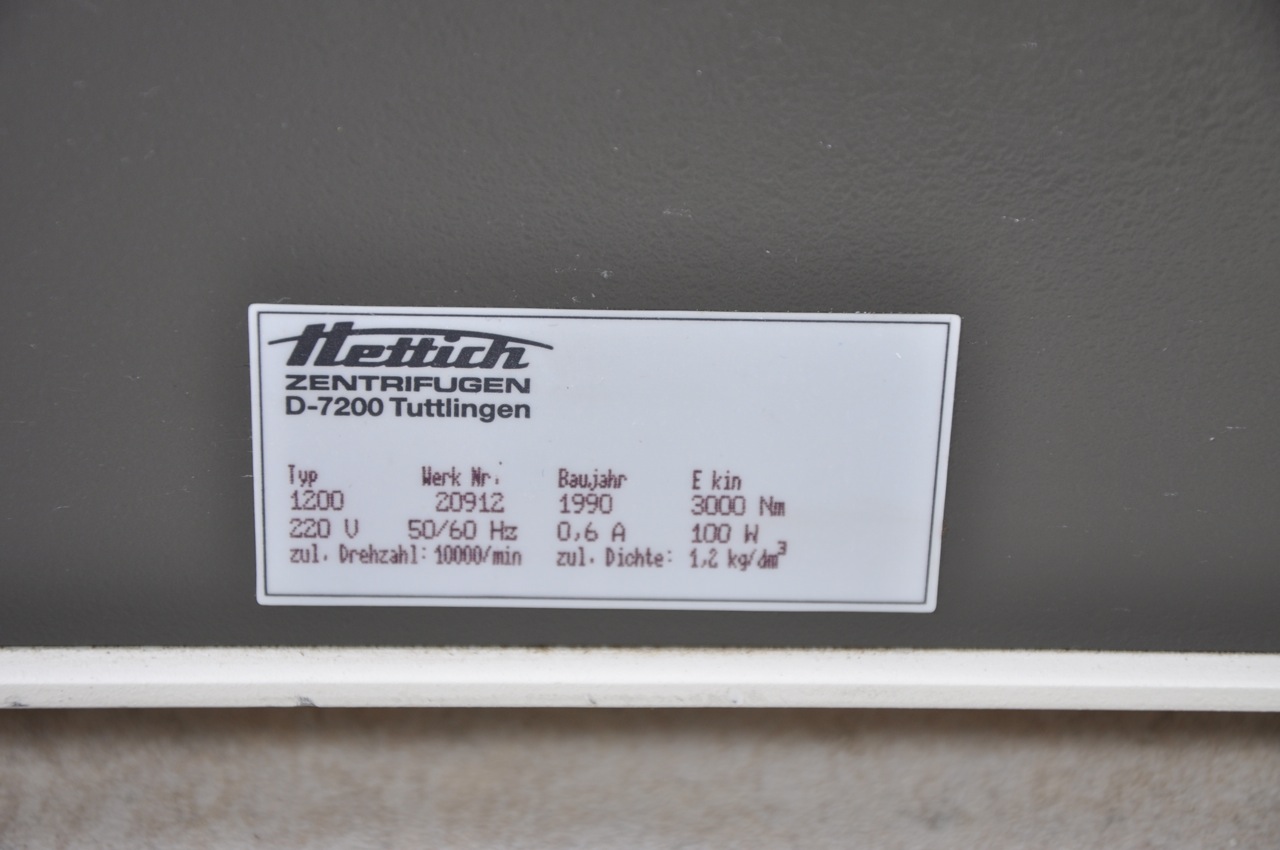 Hettich
ZENTRIFUGEN
D-7200 Tuttlingen
Typ Werk Nr. Baujahr E kin
1200 20912 1990 3000 Nm
220 V 50/60 Hz 0,6 A 100 W
zul. Drehzahl: 10000/min zul. Dichte: 1,2 kg/dm³